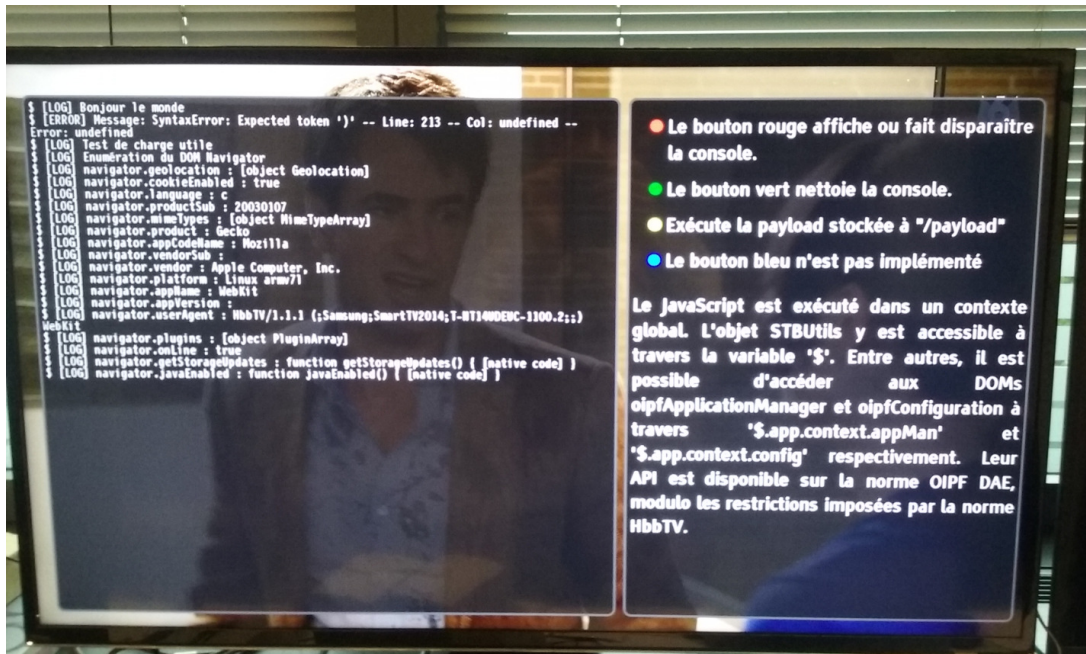 $ [LOG] Bonjour le monde
$ [ERROR] Message: SyntaxError: Expected token ')' -- Line: 213 -- Col: undefined --
Error: undefined
$ [LOG] Test de charge utile
$ [LOG] Enumération du DOM Navigator
$ [LOG] navigator.geolocation : [object Geolocation]
$ [LOG] navigator.cookieEnabled : true
$ [LOG] navigator.language : c
$ [LOG] navigator.productSub : 20030107
$ [LOG] navigator.mimeTypes : [object MimeTypeArray]
$ [LOG] navigator.product : Gecko
$ [LOG] navigator.appCodeName : Mozilla
$ [LOG] navigator.vendorSub :
$ [LOG] navigator.vendor : Apple Computer, Inc.
$ [LOG] navigator.platform : Linux armv7l
$ [LOG] navigator.appName : WebKit
$ [LOG] navigator.appVersion :
$ [LOG] navigator.userAgent : HbbTV/1.1.1 (;Samsung;SmartTV2014;T-NT14UDEUC-1100.2;;)
WebKit
$ [LOG] navigator.plugins : [object PluginArray]
$ [LOG] navigator.onLine : true
$ [LOG] navigator.getStorageUpdates : function getStorageUpdates() { [native code] }
$ [LOG] navigator.javaEnabled : function javaEnabled() { [native code] }
Le bouton rouge affiche ou fait disparaitre
la console.
Le bouton vert nettoie la console.
Exécute la payload stockée à "/payload"
Le bouton bleu n'est pas implémenté
Le JavaScript est exécuté dans un contexte
global. L'objet STBUtils y est accessible à
travers la variable '$'. Entre autres, il est
possible d'accéder aux DOMs
oipfApplicationManager et oipfConfiguration à
travers '$.app.context.appMan' et
'$.app.context.config' respectivement. Leur
API est disponible sur la norme OIPF DAE,
modulo les restrictions imposées par la norme
HbbTV.